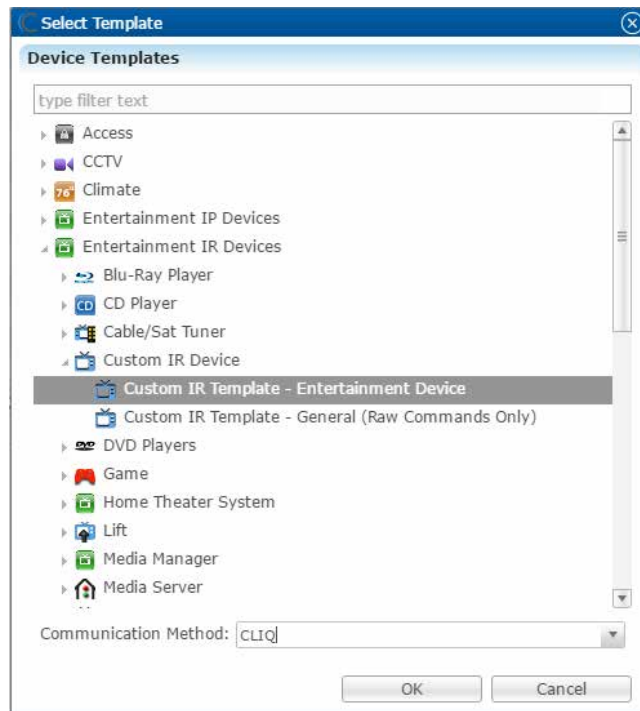 Select Template
Device Templates
type filter text
Access
CCTV
76° Climate
Entertainment IP Devices
Entertainment IR Devices
Blu-Ray Player
CD CD Player
Cable/Sat Tuner
Custom IR Device
Custom IR Template - Entertainment Device
Custom IR Template - General (Raw Commands Only)
DVD DVD Players
Game
Home Theater System
Lift
Media Manager
Media Server
Communication Method: CLIQ
OK Cancel